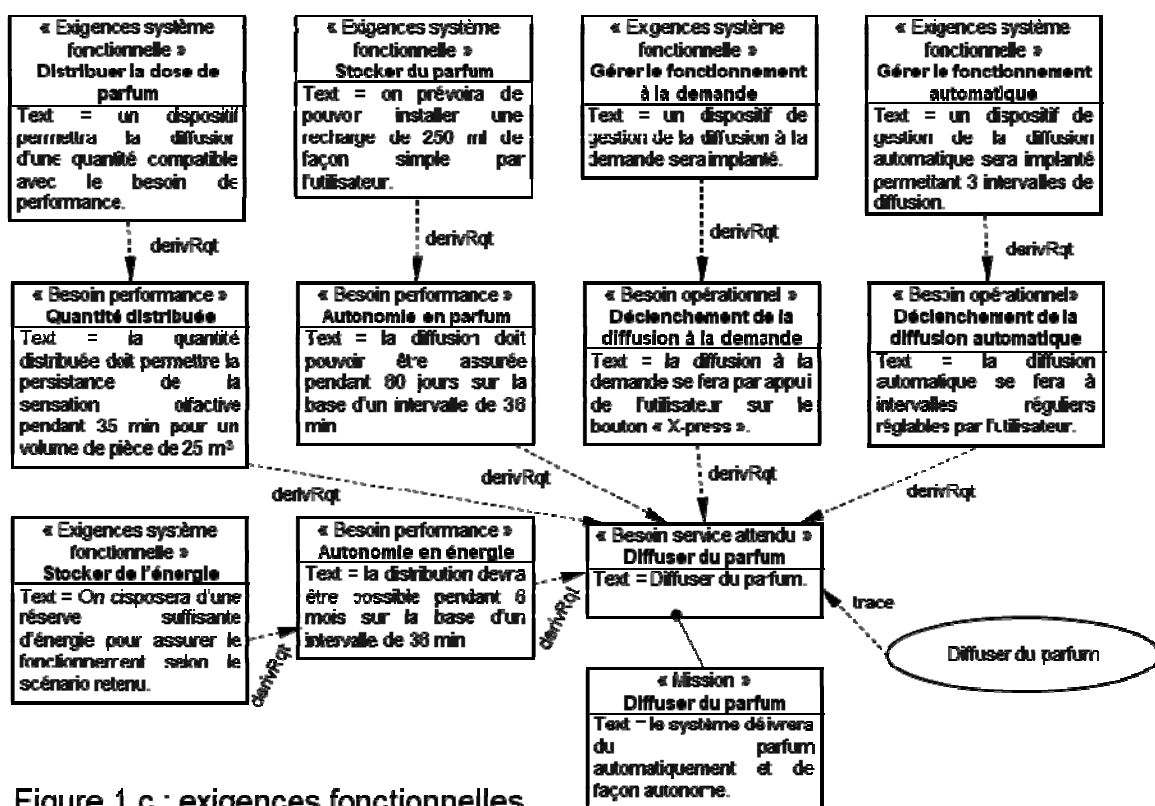 « Exigences système
fonctionnelle »
Distribuer la dose de
parfum
Text = un dispositif
permettra la diffusion
d'une quantité compatible
avec le besoin de
performance.
« Exigences système
fonctionnelle »
Stocker du parfum
Text = on prévoira de
pouvoir installer une
recharge de 250 ml de
façon simple par
l'utilisateur.
« Exigences système
fonctionnelle »
Gérer le fonctionnement
à la demande
Text = un dispositif de
gestion de la diffusion à la
demande sera implanté.
« Exigences système
fonctionnelle »
Gérer le fonctionnement
automatique
Text = un dispositif de
gestion de la diffusion
automatique sera implanté
permettant 3 intervalles de
diffusion.
derivRqt
derivRqt
derivRqt
derivRqt
« Besoin performance »
Quantité distribuée
Text = la quantité
distribuée doit permettre la
persistance de la
sensation olfactive
pendant 35 min pour un
volume de pièce de 25 m³
« Besoin performance »
Autonomie en parfum
Text = la diffusion doit
pouvoir être assurée
pendant 60 jours sur la
base d'un intervalle de 36
min
« Besoin opérationnel »
Déclenchement de la
diffusion à la demande
Text = la diffusion à la
demande se fera par appui
de l'utilisateur sur le
bouton « X-press ».
« Besoin opérationnel»
Déclenchement de la
diffusion automatique
Text = la diffusion
automatique se fera à
intervalles réguliers
réglables par l'utilisateur.
derivRqt
derivRqt
derivRqt
derivRqt
« Exigences système
fonctionnelle »
Stocker de l'énergie
Text = On disposera d'une
réserve suffisante
d'énergie pour assurer le
fonctionnement selon le
scénario retenu.
derivRqt
« Besoin performance »
Autonomie en énergie
Text = la distribution devra
être possible pendant 6
mois sur la base d'un
intervalle de 36 min
derivRqt
« Besoin service attendu »
Diffuser du parfum
Text = Diffuser du parfum.
trace
Diffuser du parfum
« Mission »
Diffuser du parfum
Text = le système délivrera
du parfum
automatiquement et de
façon autonome.
Figure 1.c : exigences fonctionnelles